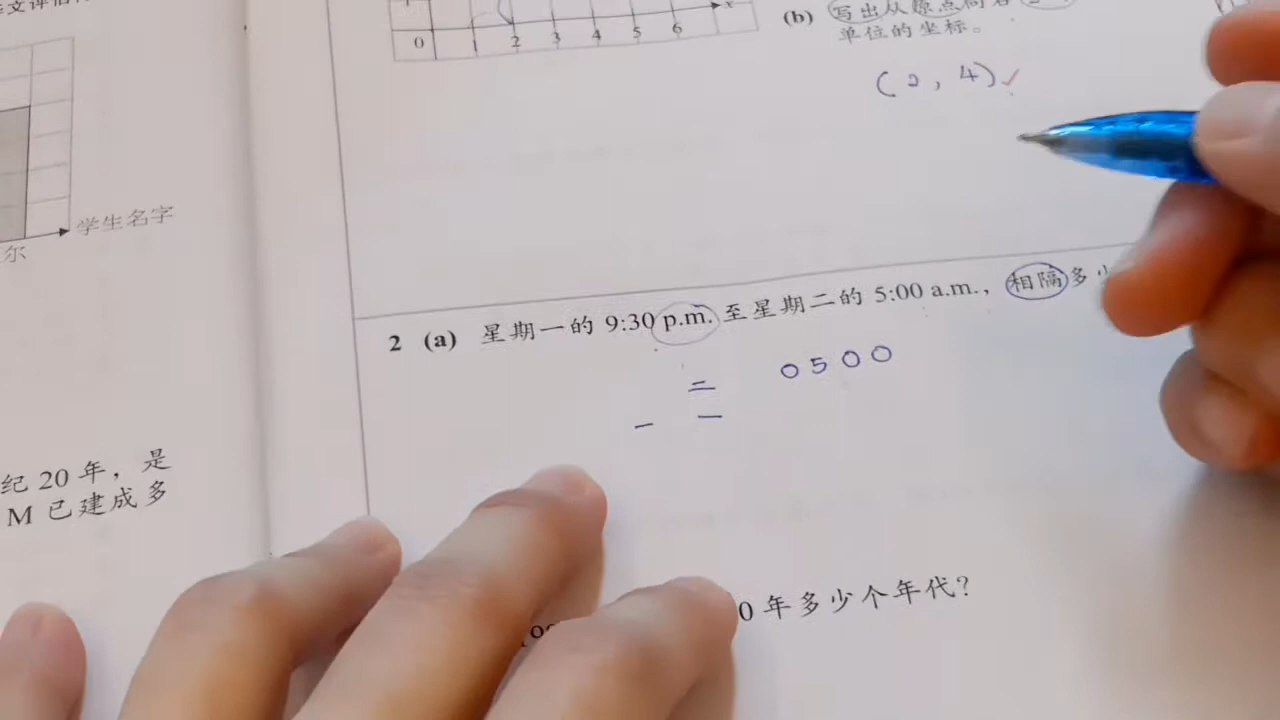 学生名字
尔
纪 20 年，是
M 已建成多
0 1 2 3 4 5 6 x
(b) 写出从原点向右
单位的坐标。
(2, 4) ✓
2 (a) 星期一的 9:30 p.m. 至星期二的 5:00 a.m.，相隔多少
二 0500
一 一
0 年多少个年代？